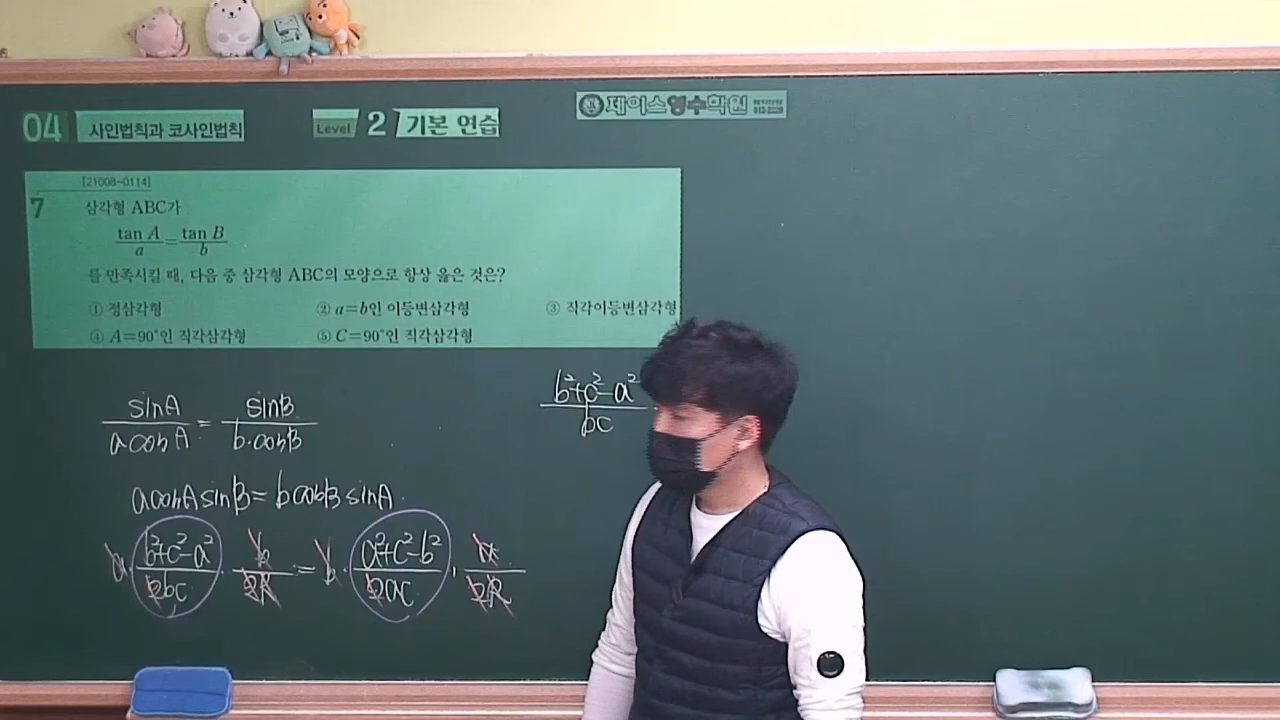 04 사인법칙과 코사인법칙 Level 2 기본 연습
제이스영수학원
[21008-0114]
7 삼각형 ABC가
tan A / a = tan B / b
를 만족시킬 때, 다음 중 삼각형 ABC의 모양으로 항상 옳은 것은?
① 정삼각형 ② a=b인 이등변삼각형 ③ 직각이등변삼각형
④ A=90°인 직각삼각형 ⑤ C=90°인 직각삼각형
sinA / a cosA = sinB / b·cosB
a cosA sinB = b cosB sinA
a · b²+c²-a² / 2bc · b / 2R = b · a²+c²-b² / 2ac · a / 2R
b²+c²-a² / bc